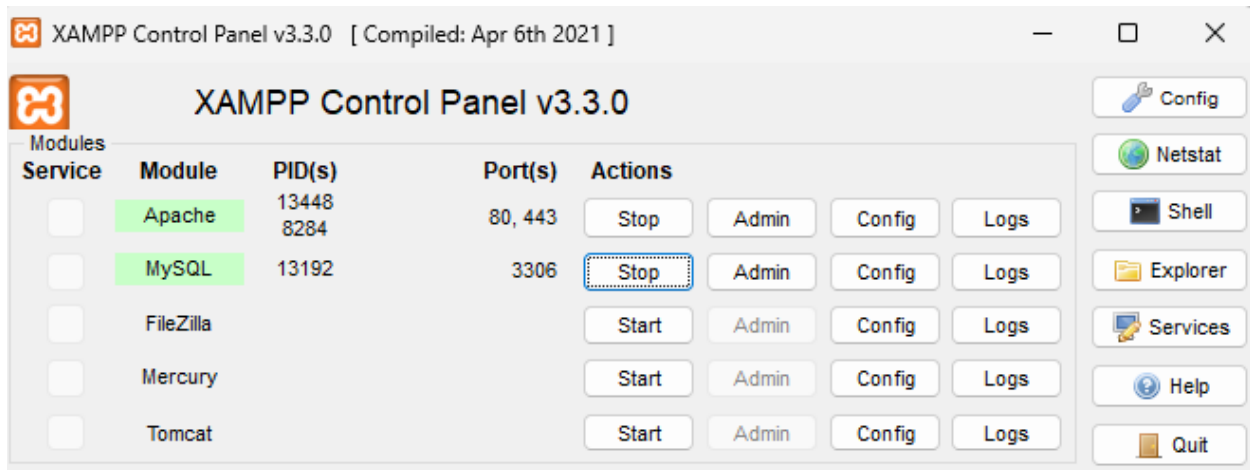 XAMPP Control Panel v3.3.0 [ Compiled: Apr 6th 2021 ]
XAMPP Control Panel v3.3.0
Config
Modules
Netstat
Service Module PID(s) Port(s) Actions
Apache 13448 8284 80, 443 Stop Admin Config Logs
Shell
MySQL 13192 3306 Stop Admin Config Logs
Explorer
FileZilla Start Admin Config Logs
Services
Mercury Start Admin Config Logs
Help
Tomcat Start Admin Config Logs
Quit